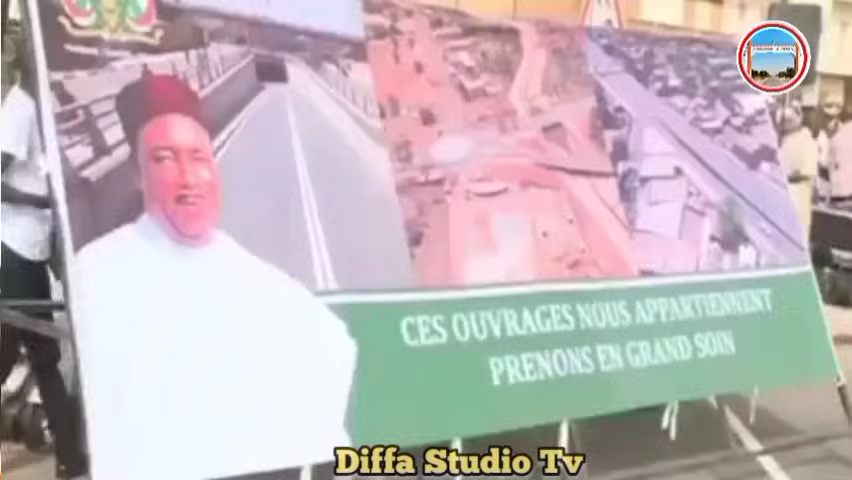 CES OUVRAGES NOUS APPARTIENNENT
PRENONS EN GRAND SOIN
Diffa Studio Tv